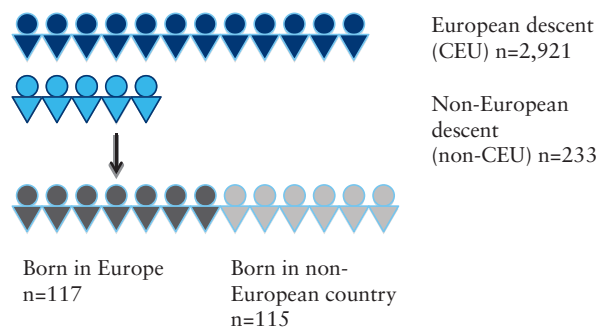 European descent
(CEU) n=2,921
Non-European
descent
(non-CEU) n=233
Born in Europe
n=117
Born in non-
European country
n=115